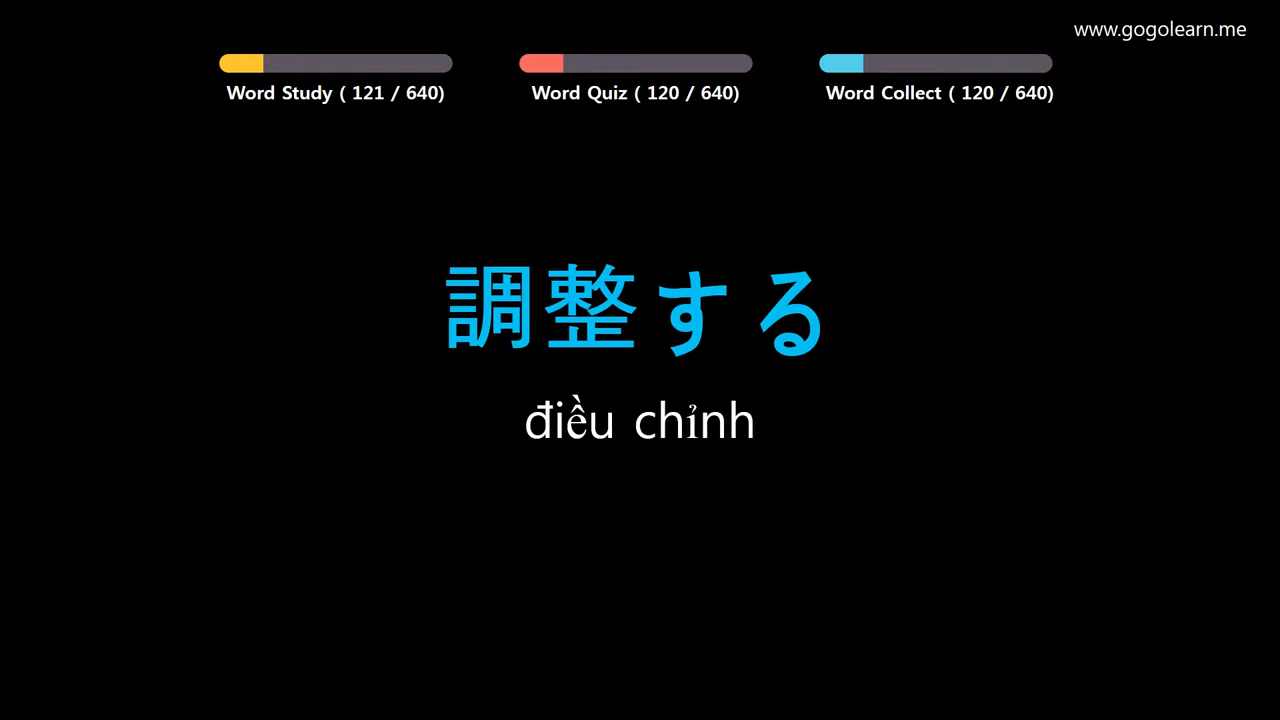 www.gogolearn.me
Word Study ( 121 / 640)
Word Quiz ( 120 / 640)
Word Collect ( 120 / 640)
調整する
điều chỉnh